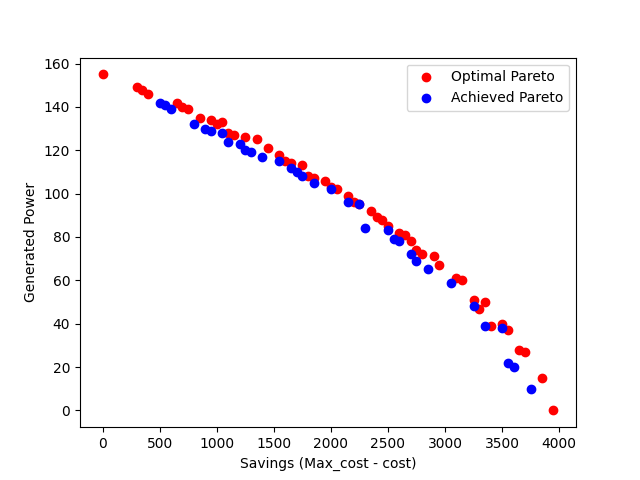 Optimal Pareto
Achieved Pareto
160
140
120
100
80
60
40
20
0
Generated Power
0 500 1000 1500 2000 2500 3000 3500 4000
Savings (Max_cost - cost)